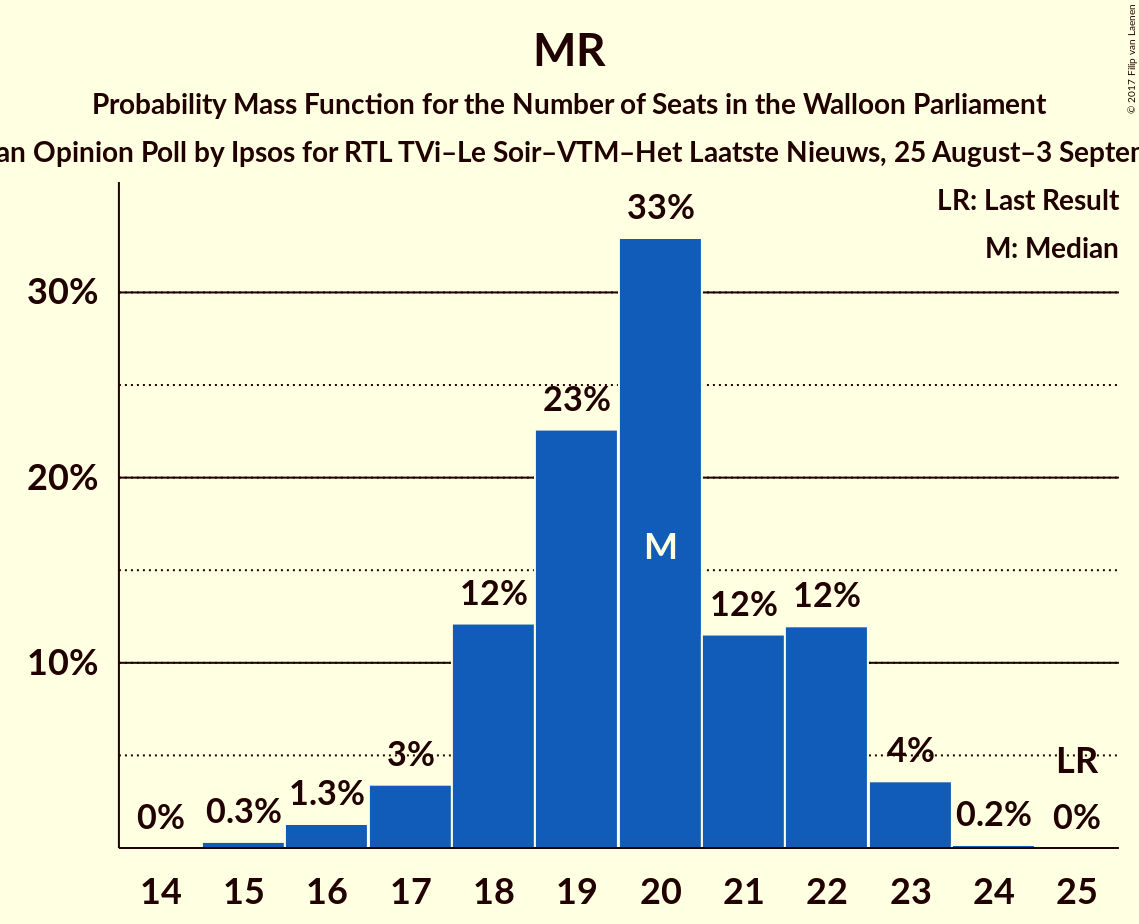 MR
Probability Mass Function for the Number of Seats in the Walloon Parliament
an Opinion Poll by Ipsos for RTL TVi–Le Soir–VTM–Het Laatste Nieuws, 25 August–3 Septem
© 2017 Filip van Laenen
LR: Last Result
M: Median
33%
30%
23%
20%
M
12%
12%
12%
10%
3%
4%
LR
0%
0.3%
1.3%
0.2%
0%
14 15 16 17 18 19 20 21 22 23 24 25